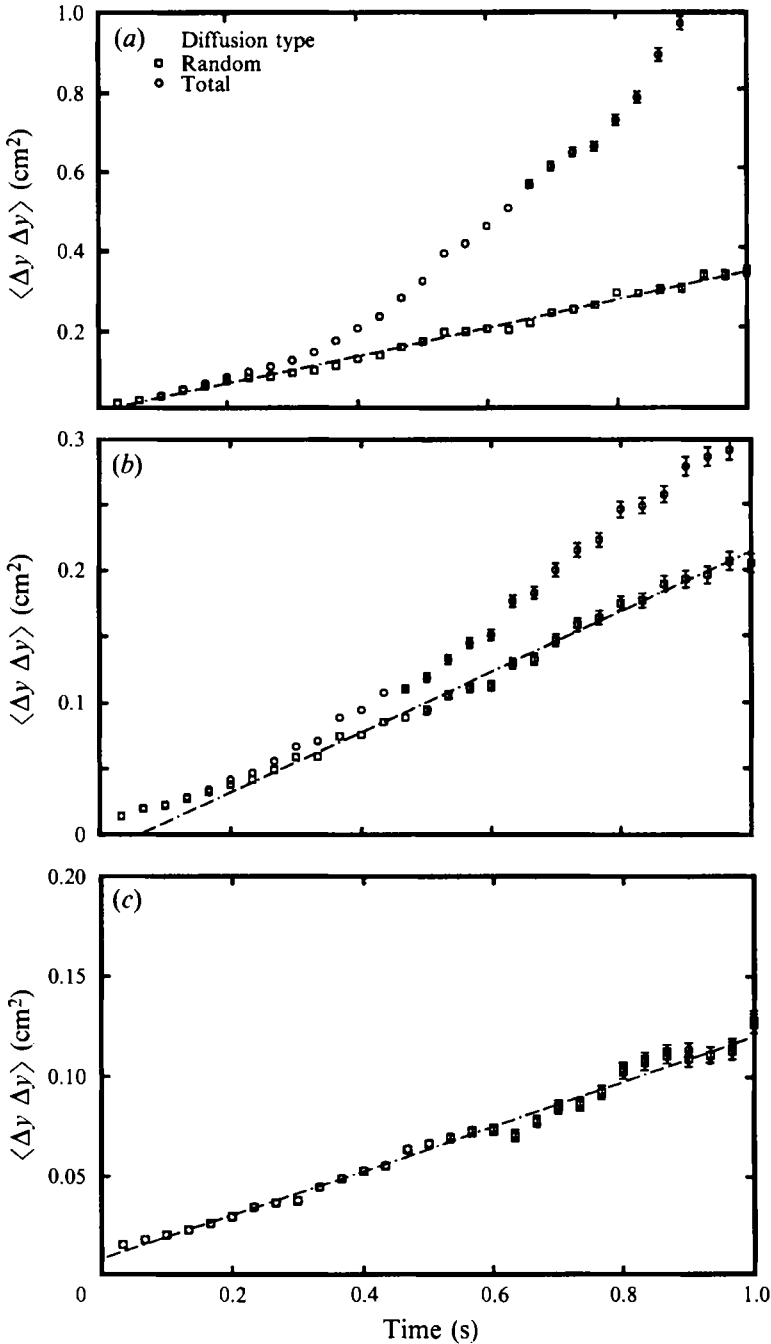 (a) Diffusion type
Random
Total
1.0
0.8
0.6
0.4
0.2
⟨Δy Δy⟩ (cm²)
(b)
0.3
0.2
0.1
0
⟨Δy Δy⟩ (cm²)
(c)
0.20
0.15
0.10
0.05
0
⟨Δy Δy⟩ (cm²)
0 0.2 0.4 0.6 0.8 1.0
Time (s)